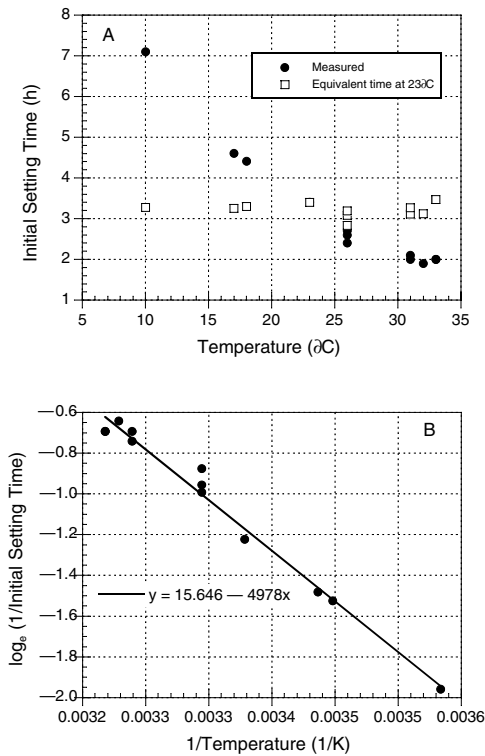 A
Initial Setting Time (h)
8
7
6
5
4
3
2
1
Measured
Equivalent time at 23∂C
5 10 15 20 25 30 35
Temperature (∂C)
B
logₑ (1/Initial Setting Time)
—0.6
—0.8
—1.0
—1.2
—1.4
—1.6
—1.8
—2.0
y = 15.646 — 4978x
0.0032 0.0033 0.0033 0.0034 0.0035 0.0035 0.0036
1/Temperature (1/K)